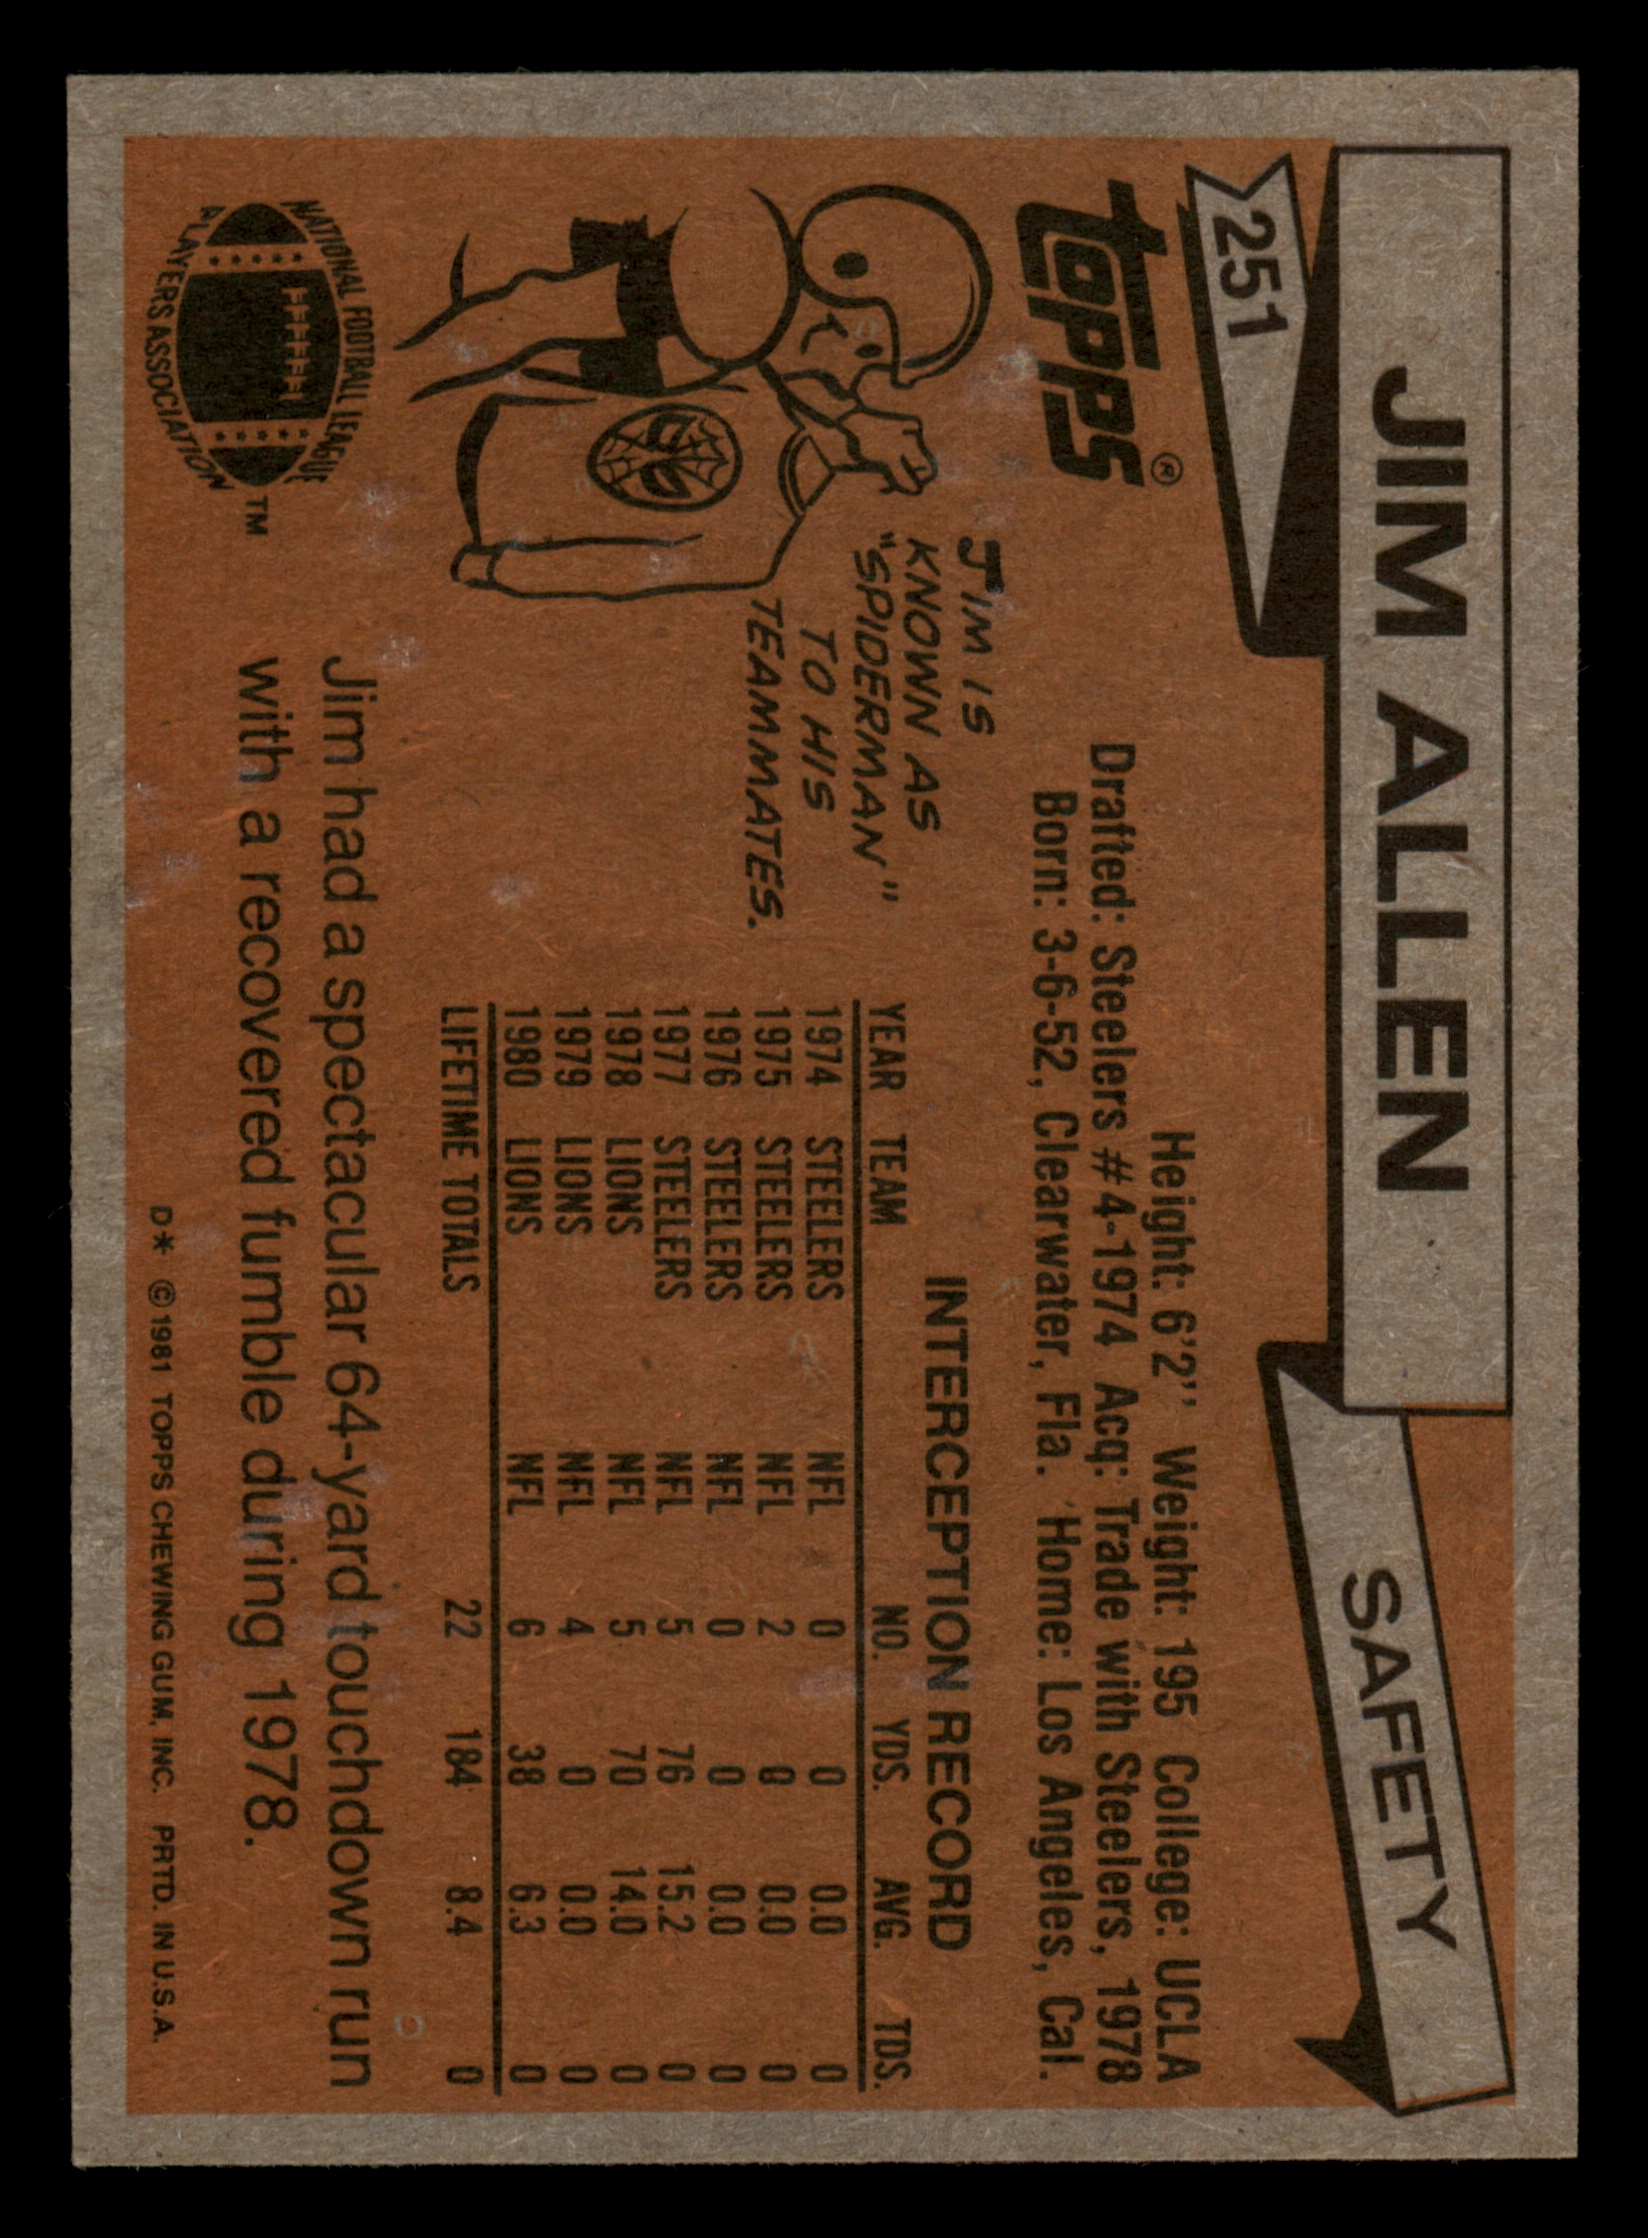 251
JIM ALLEN
SAFETY
TOPPS®
Height: 6'2" Weight: 195 College: UCLA
Drafted: Steelers #4-1974 Acq: Trade with Steelers, 1978
Born: 3-6-52, Clearwater, Fla. Home: Los Angeles, Cal.
JIM IS
KNOWN AS
"SPIDERMAN"
TO HIS
TEAMMATES.
INTERCEPTION RECORD
YEAR TEAM NO. YDS. AVG. TDS.
1974 STEELERS NFL 0 0 0.0 0
1975 STEELERS NFL 2 0 0.0 0
1976 STEELERS NFL 0 0 0.0 0
1977 STEELERS NFL 5 76 15.2 0
1978 LIONS NFL 5 70 14.0 0
1979 LIONS NFL 4 0 0.0 0
1980 LIONS NFL 6 38 6.3 0
LIFETIME TOTALS 22 184 8.4 0
NATIONAL FOOTBALL LEAGUE
PLAYERS ASSOCIATION
TM
Jim had a spectacular 64-yard touchdown run
with a recovered fumble during 1978.
D* © 1981 TOPPS CHEWING GUM, INC. PRTD. IN U.S.A.